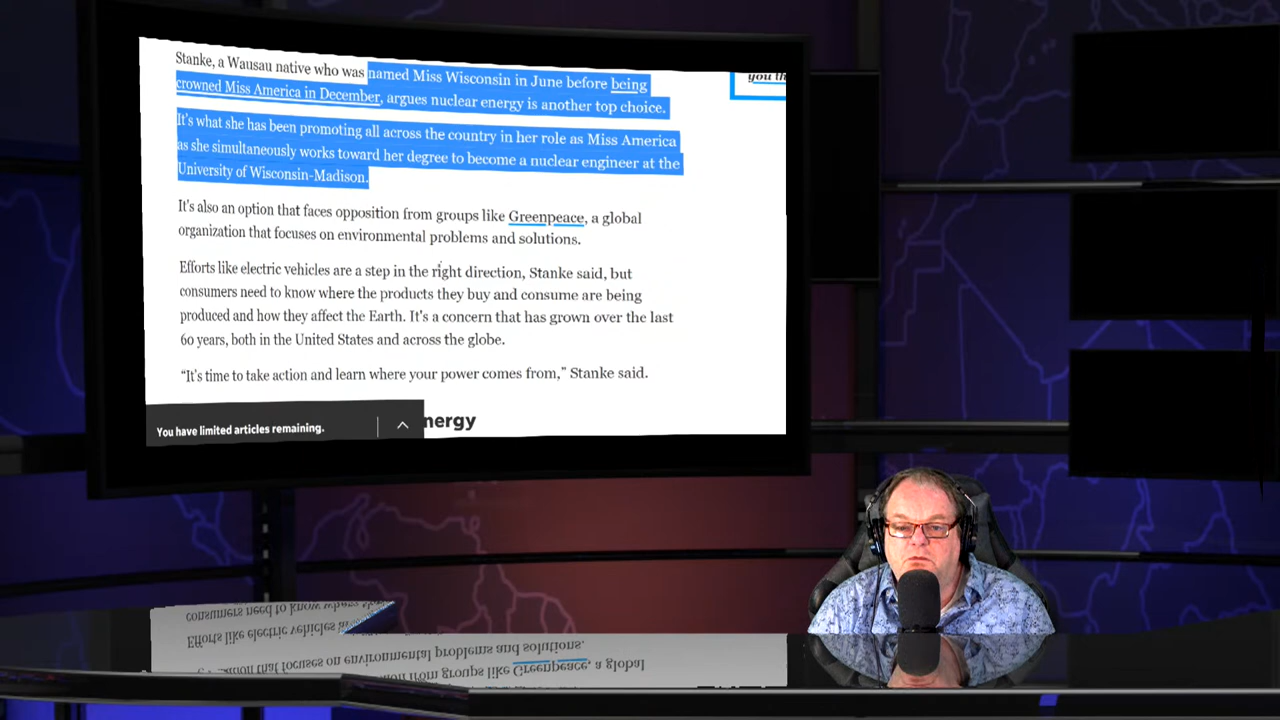 Stanke, a Wausau native who was named Miss Wisconsin in June before being
crowned Miss America in December, argues nuclear energy is another top choice.
It's what she has been promoting all across the country in her role as Miss America
as she simultaneously works toward her degree to become a nuclear engineer at the
University of Wisconsin-Madison.
It's also an option that faces opposition from groups like Greenpeace, a global
organization that focuses on environmental problems and solutions.
Efforts like electric vehicles are a step in the right direction, Stanke said, but
consumers need to know where the products they buy and consume are being
produced and how they affect the Earth. It's a concern that has grown over the last
60 years, both in the United States and across the globe.
“It's time to take action and learn where your power comes from,” Stanke said.
You have limited articles remaining.